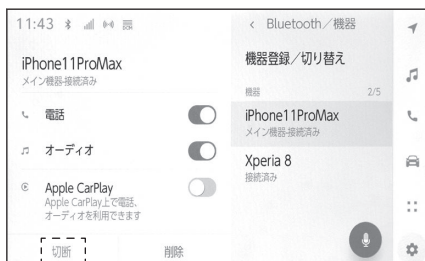 11:43
iPhone11ProMax
メイン機器-接続済み
電話
オーディオ
Apple CarPlay
Apple CarPlay上で電話、
オーディオを利用できます
切断
削除
< Bluetooth／機器
機器登録／切り替え
機器 2/5
iPhone11ProMax
メイン機器-接続済み
Xperia 8
接続済み